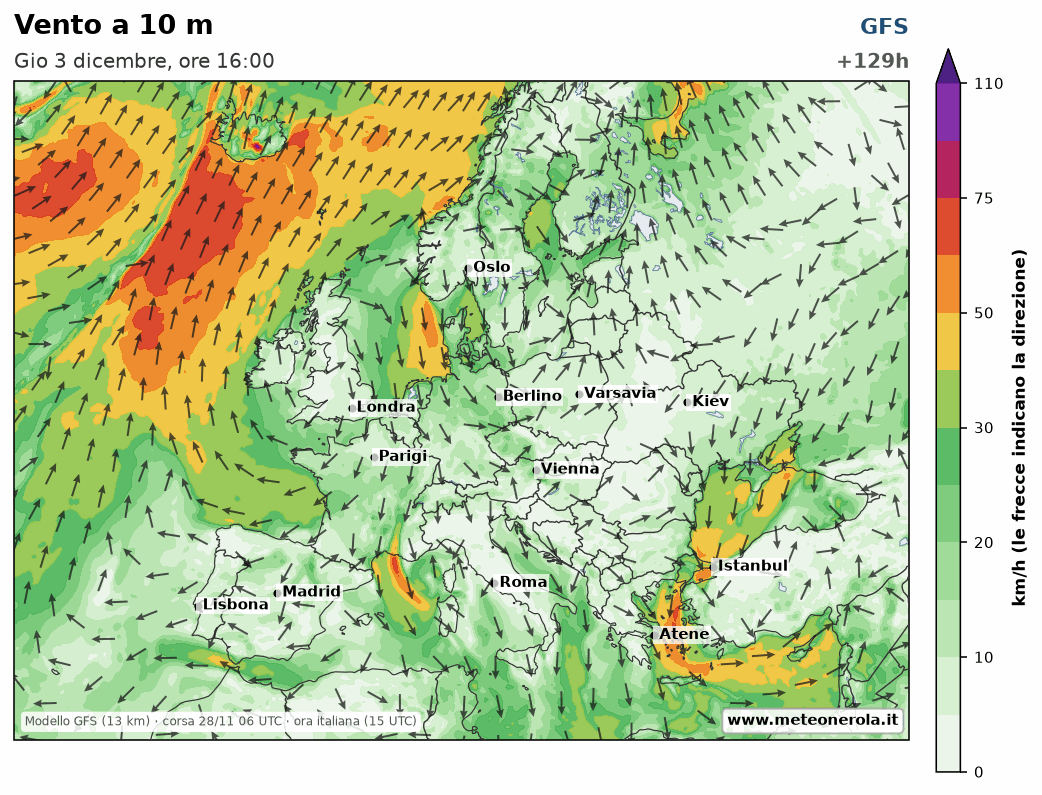 Vento a 10 m
GFS
Gio 3 dicembre, ore 16:00
+129h
110
75
50
30
20
10
0
km/h (le frecce indicano la direzione)
Oslo
Berlino
Varsavia
Kiev
Londra
Parigi
Vienna
Istanbul
Roma
Madrid
Lisbona
Atene
Modello GFS (13 km) · corsa 28/11 06 UTC · ora italiana (15 UTC)
www.meteonerola.it